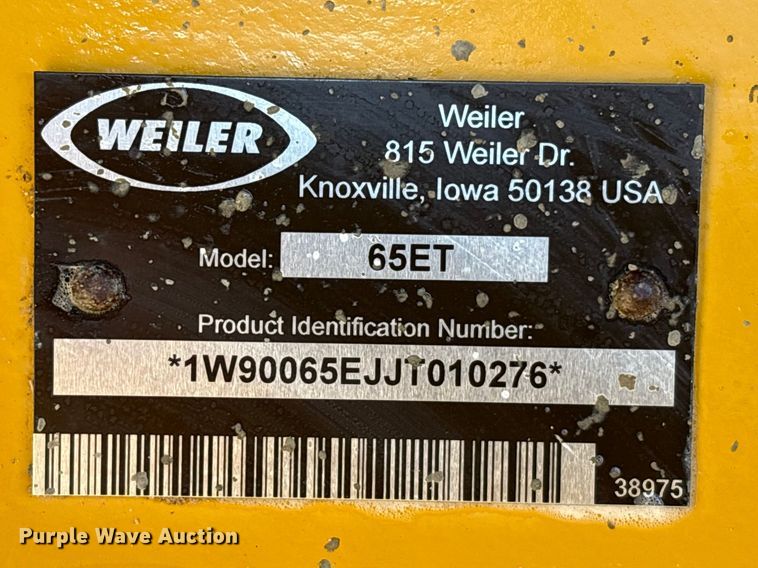 WEILER
Weiler
815 Weiler Dr.
Knoxville, Iowa 50138 USA
Model: 65ET
Product Identification Number:
*1W90065EJJT010276*
38975
Purple Wave Auction